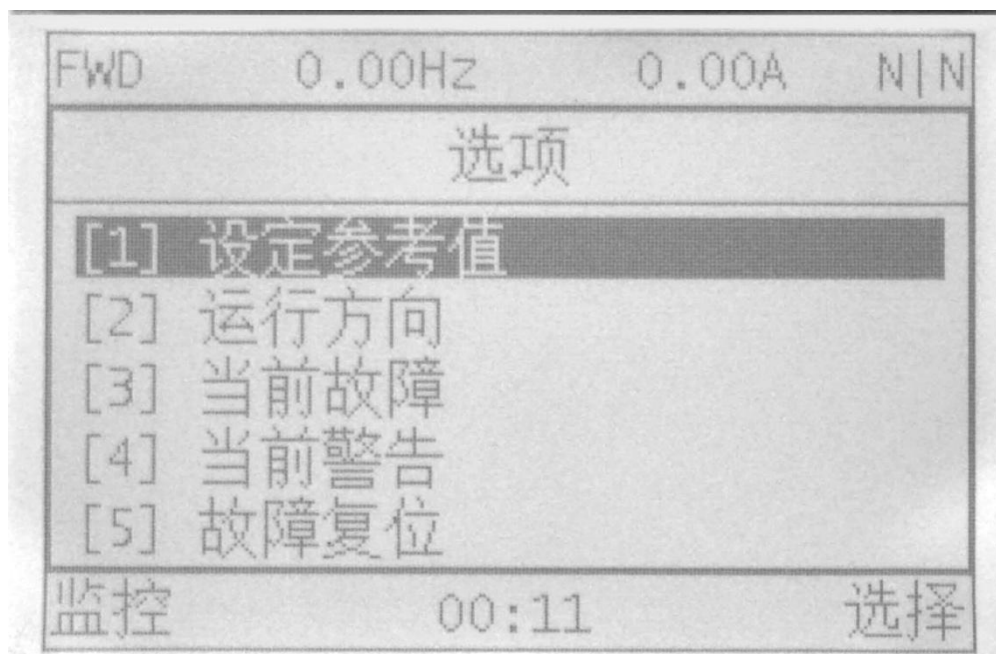 FWD 0.00Hz 0.00A N|N
选项
[1] 设定参考值
[2] 运行方向
[3] 当前故障
[4] 当前警告
[5] 故障复位
监控 00:11 选择